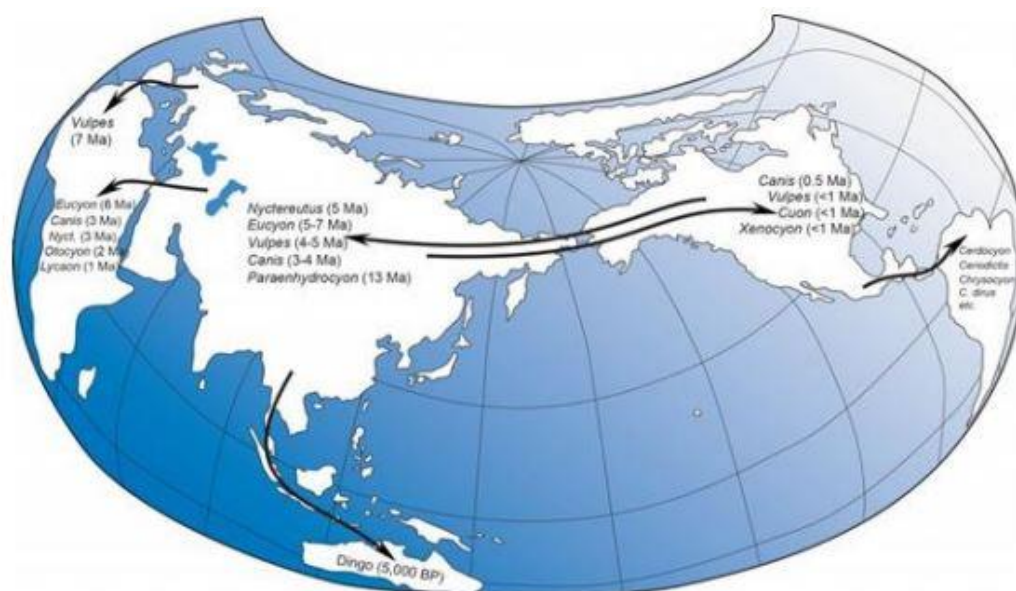 Vulpes
(7 Ma)
Eucyon (6 Ma)
Canis (3 Ma)
Nyct. (3 Ma)
Otocyon (2 Ma)
Lycaon (1 Ma)
Nyctereutus (5 Ma)
Eucyon (5-7 Ma)
Vulpes (4-5 Ma)
Canis (3-4 Ma)
Paraenhydrocyon (13 Ma)
Canis (0.5 Ma)
Vulpes (<1 Ma)
Cuon (<1 Ma)
Xenocyon (<1 Ma)
Cerdocyon
Ceriodictis
Chrysocyon
C. dirus
etc.
Dingo (5,000 BP)